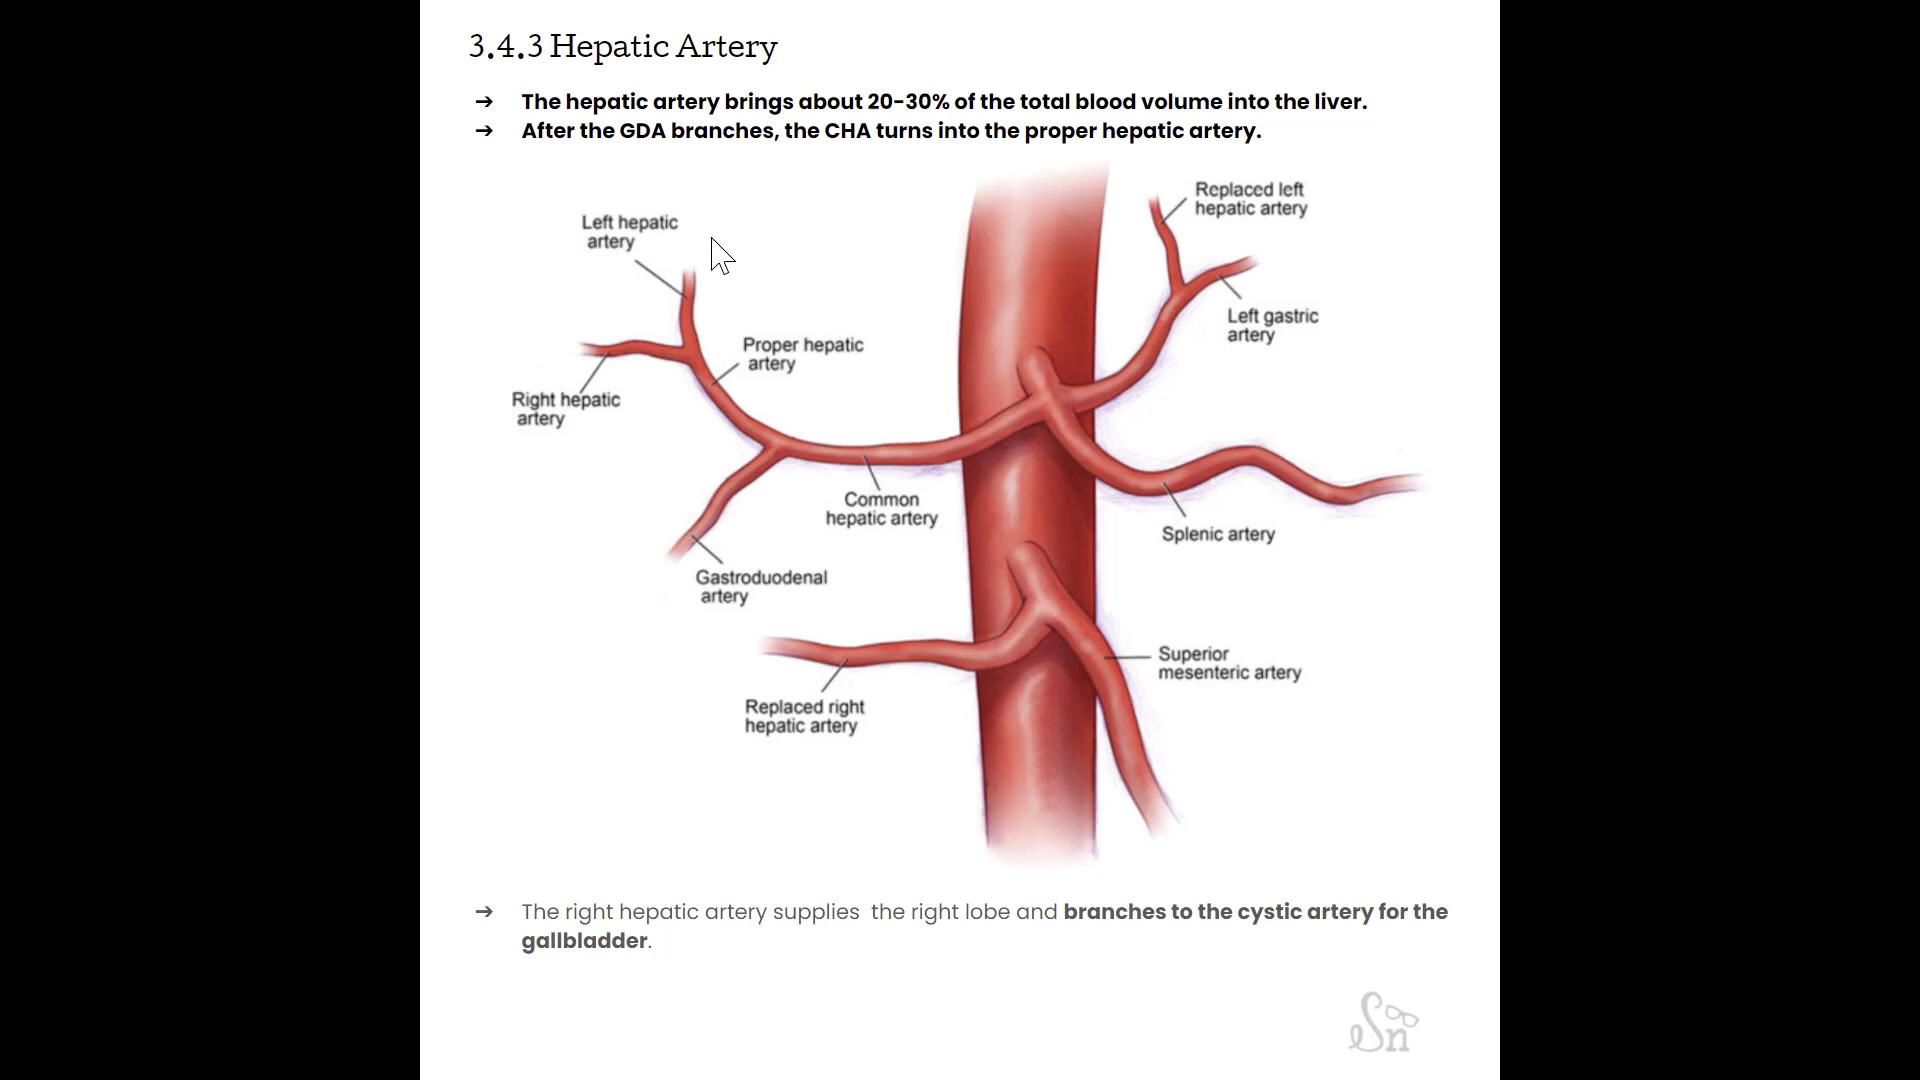 3.4.3 Hepatic Artery
➔ The hepatic artery brings about 20-30% of the total blood volume into the liver.
➔ After the GDA branches, the CHA turns into the proper hepatic artery.
Replaced left
hepatic artery
Left hepatic
artery
Left gastric
artery
Proper hepatic
artery
Right hepatic
artery
Common
hepatic artery
Splenic artery
Gastroduodenal
artery
Superior
mesenteric artery
Replaced right
hepatic artery
➔ The right hepatic artery supplies  the right lobe and branches to the cystic artery for the
gallbladder.
eSn